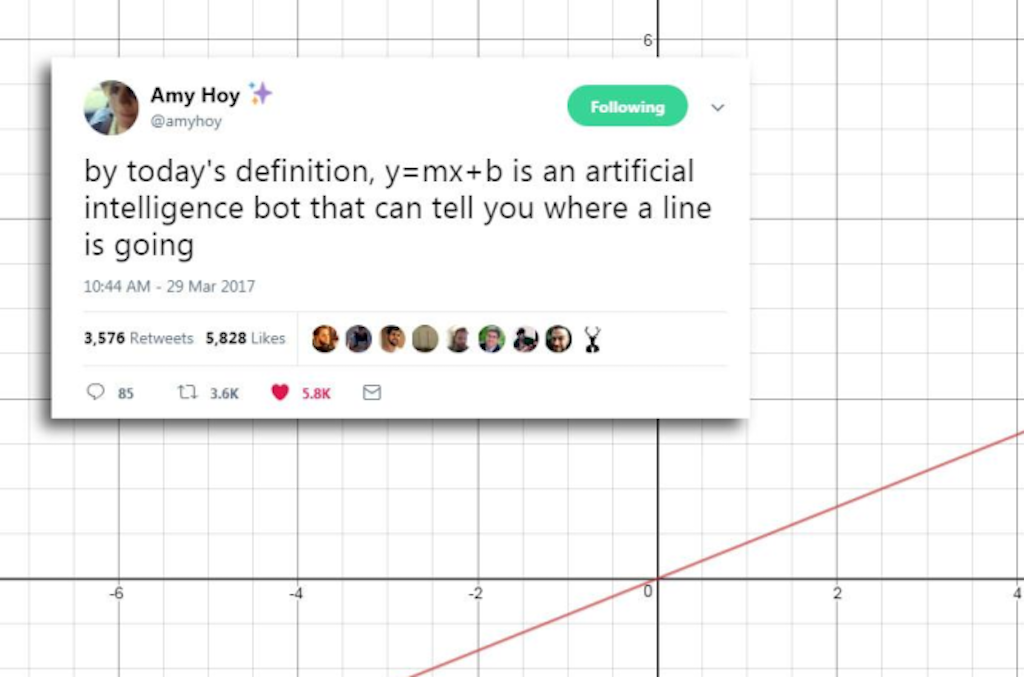 6
Amy Hoy ✨
@amyhoy
Following
by today's definition, y=mx+b is an artificial
intelligence bot that can tell you where a line
is going
10:44 AM - 29 Mar 2017
3,576 Retweets 5,828 Likes
85 3.6K 5.8K
-6 -4 -2 0 2 4